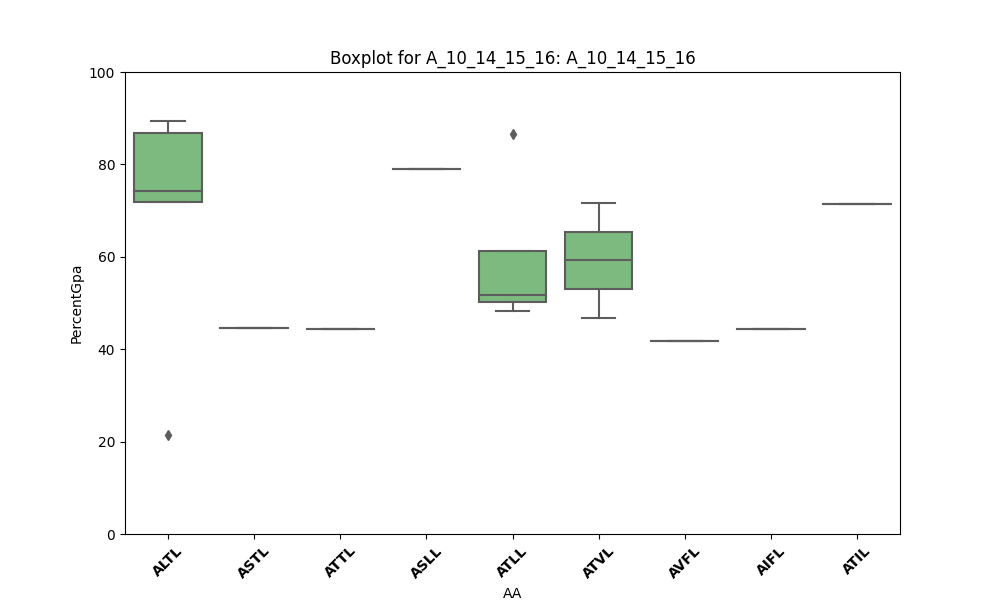 Boxplot for A_10_14_15_16: A_10_14_15_16
100
80
60
40
20
0
PercentGpa
ALTL ASTL ATTL ASLL ATLL ATVL AVFL AIFL ATIL
AA